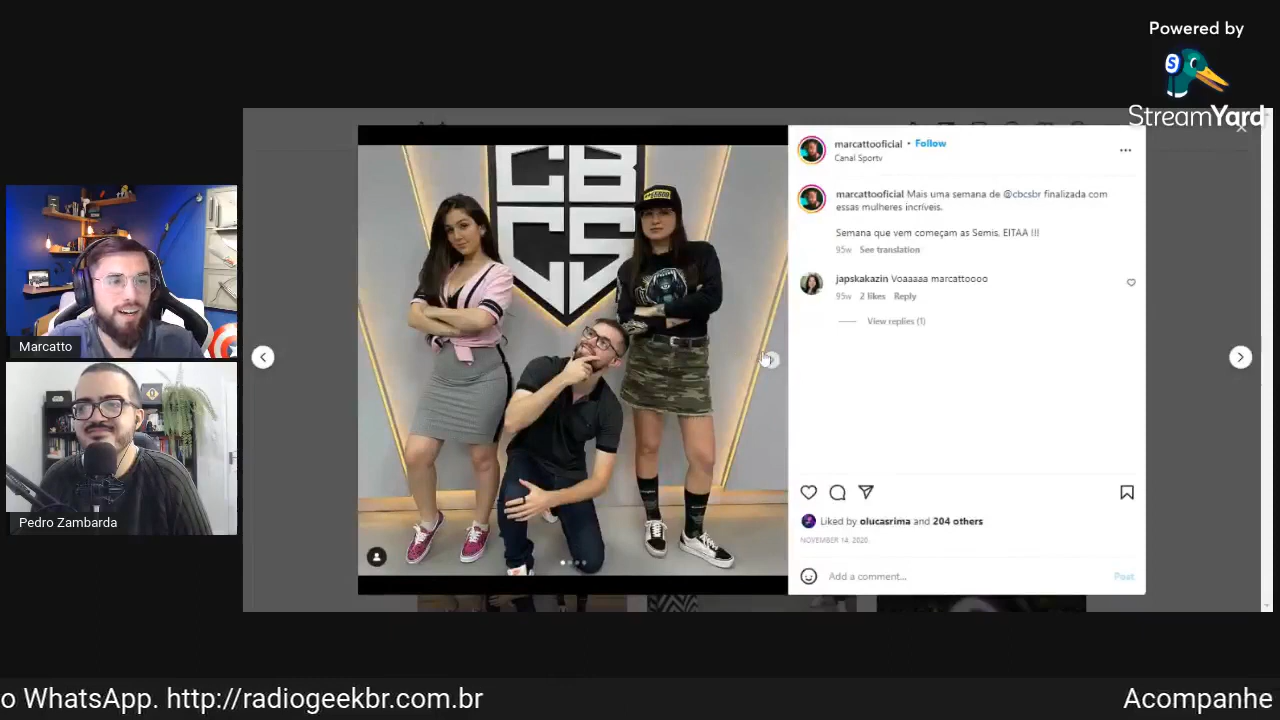 Powered by
StreamYard
Marcatto
Pedro Zambarda
CB
CS
marcattooficial • Follow
Canal Sportv
marcattooficial Mais uma semana de @cbcsbr finalizada com
essas mulheres incríveis.
Semana que vem começam as Semis, EITAA !!!
95w See translation
japskakazin Voaaaaa marcattoooo
95w 2 likes Reply
View replies (1)
Liked by olucasrima and 204 others
NOVEMBER 14, 2020
Add a comment...
Post
o WhatsApp. http://radiogeekbr.com.br
Acompanhe